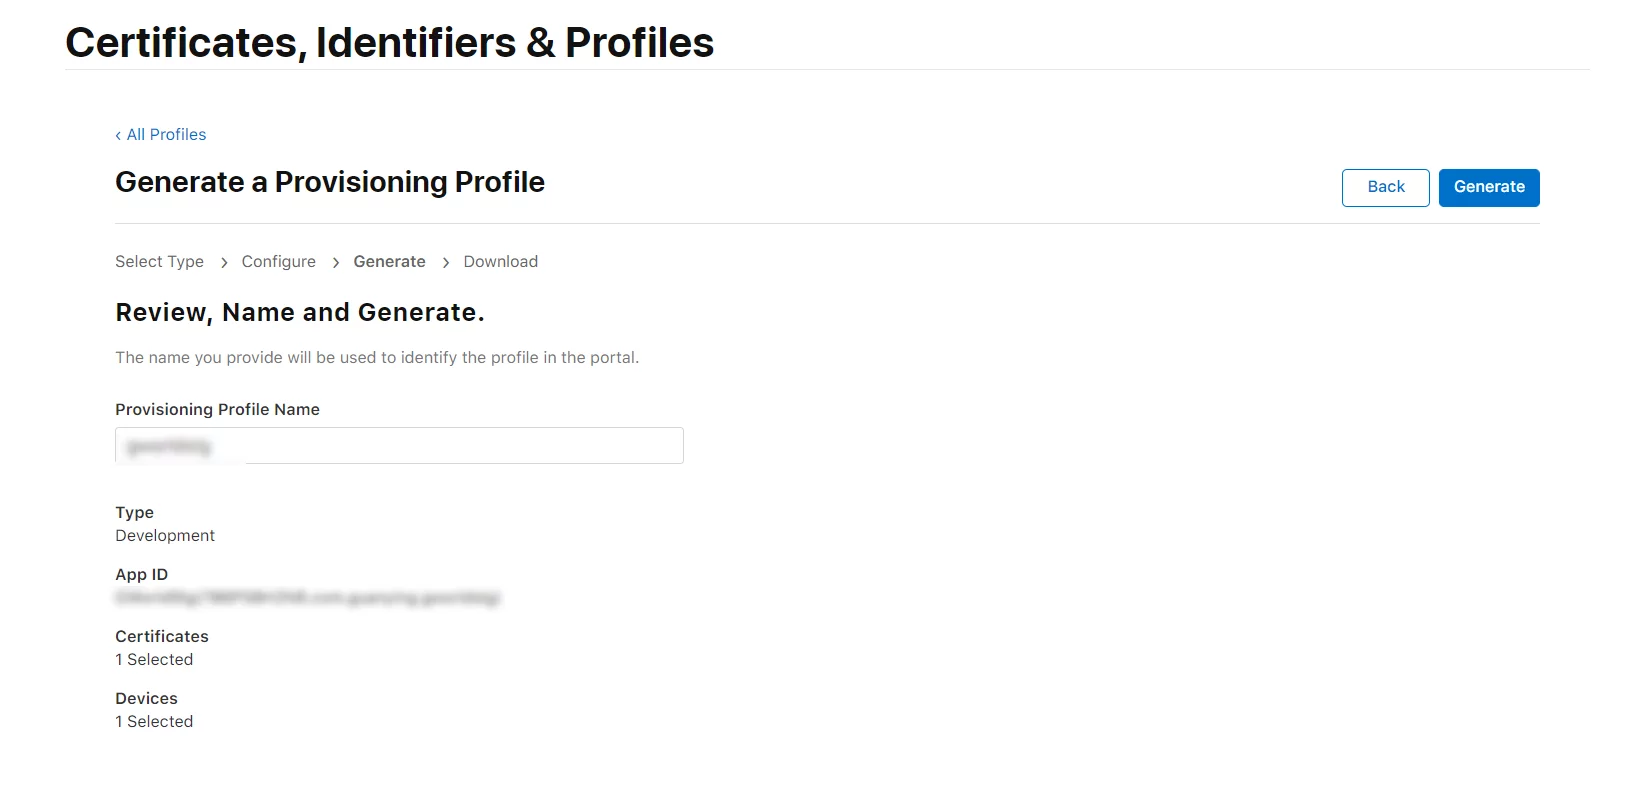 Certificates, Identifiers & Profiles
‹ All Profiles
Generate a Provisioning Profile
Back
Generate
Select Type > Configure > Generate > Download
Review, Name and Generate.
The name you provide will be used to identify the profile in the portal.
Provisioning Profile Name
Type
Development
App ID
Certificates
1 Selected
Devices
1 Selected